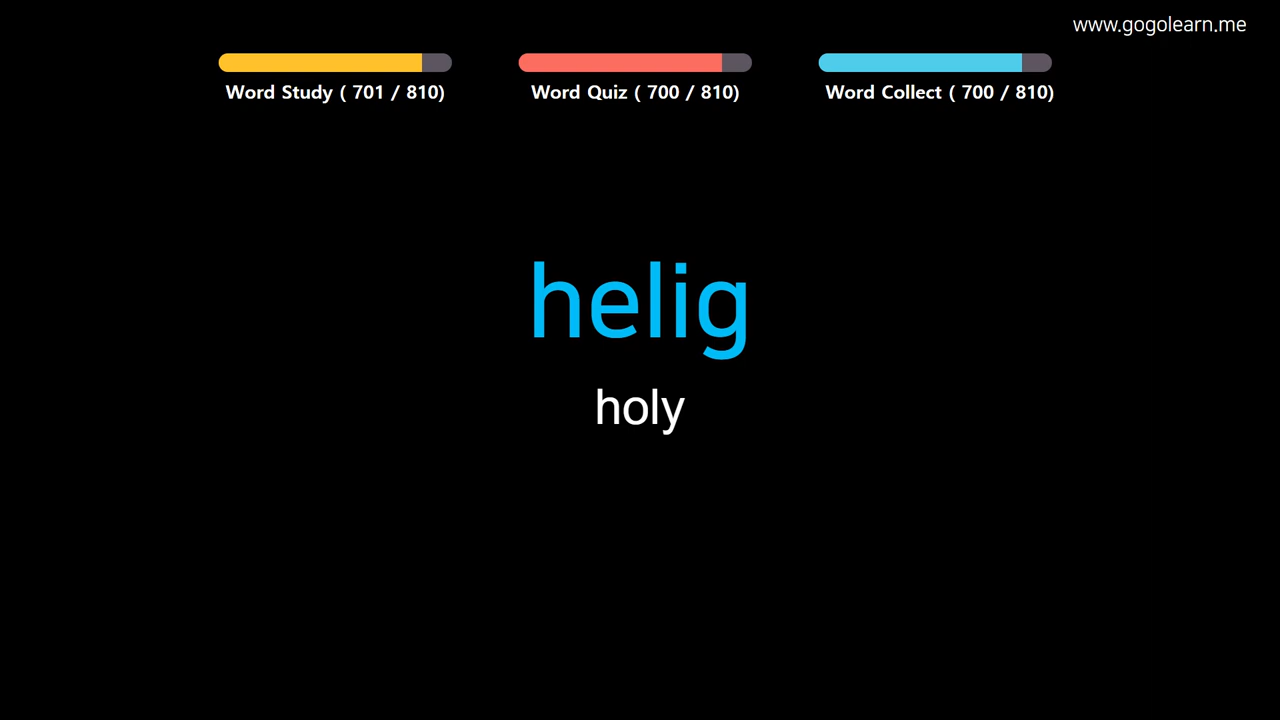 www.gogolearn.me
Word Study ( 701 / 810)
Word Quiz ( 700 / 810)
Word Collect ( 700 / 810)
helig
holy